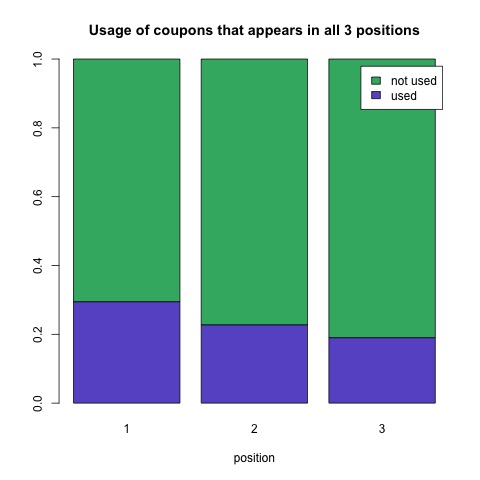 Usage of coupons that appears in all 3 positions
1.0
0.8
0.6
0.4
0.2
0.0
not used
used
1 2 3
position